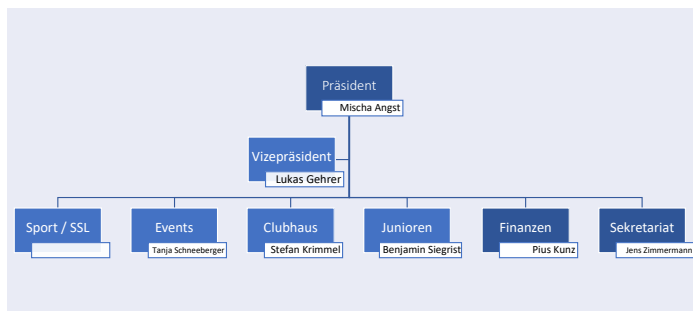 Präsident
Mischa Angst
Vizepräsident
Lukas Gehrer
Sport / SSL
Events
Tanja Schneeberger
Clubhaus
Stefan Krimmel
Junioren
Benjamin Siegrist
Finanzen
Pius Kunz
Sekretariat
Jens Zimmermann